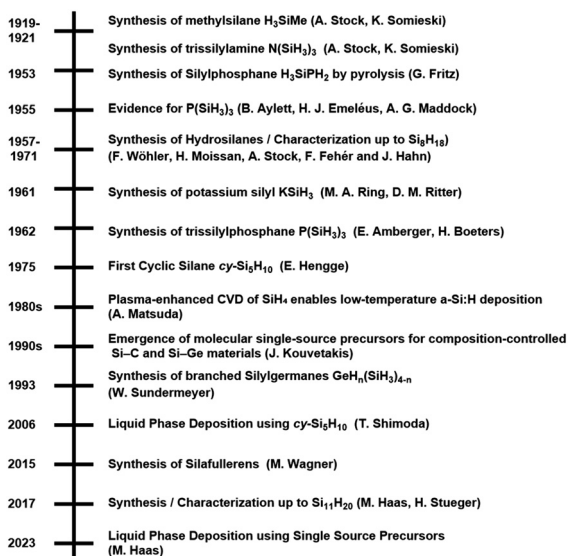 1919-
1921
Synthesis of methylsilane H₃SiMe (A. Stock, K. Somieski)
Synthesis of trissilylamine N(SiH₃)₃ (A. Stock, K. Somieski)
1953
Synthesis of Silylphosphane H₃SiPH₂ by pyrolysis (G. Fritz)
1955
Evidence for P(SiH₃)₃ (B. Aylett, H. J. Emeléus, A. G. Maddock)
1957-
1971
Synthesis of Hydrosilanes / Characterization up to Si₈H₁₈)
(F. Wöhler, H. Moissan, A. Stock, F. Fehér and J. Hahn)
1961
Synthesis of potassium silyl KSiH₃ (M. A. Ring, D. M. Ritter)
1962
Synthesis of trissilylphosphane P(SiH₃)₃ (E. Amberger, H. Boeters)
1975
First Cyclic Silane cy-Si₅H₁₀ (E. Hengge)
1980s
Plasma-enhanced CVD of SiH₄ enables low-temperature a-Si:H deposition
(A. Matsuda)
1990s
Emergence of molecular single-source precursors for composition-controlled
Si–C and Si–Ge materials (J. Kouvetakis)
1993
Synthesis of branched Silylgermanes GeHₙ(SiH₃)₄₋ₙ
(W. Sundermeyer)
2006
Liquid Phase Deposition using cy-Si₅H₁₀ (T. Shimoda)
2015
Synthesis of Silafullerens (M. Wagner)
2017
Synthesis / Characterization up to Si₁₁H₂₀ (M. Haas, H. Stueger)
2023
Liquid Phase Deposition using Single Source Precursors
(M. Haas)